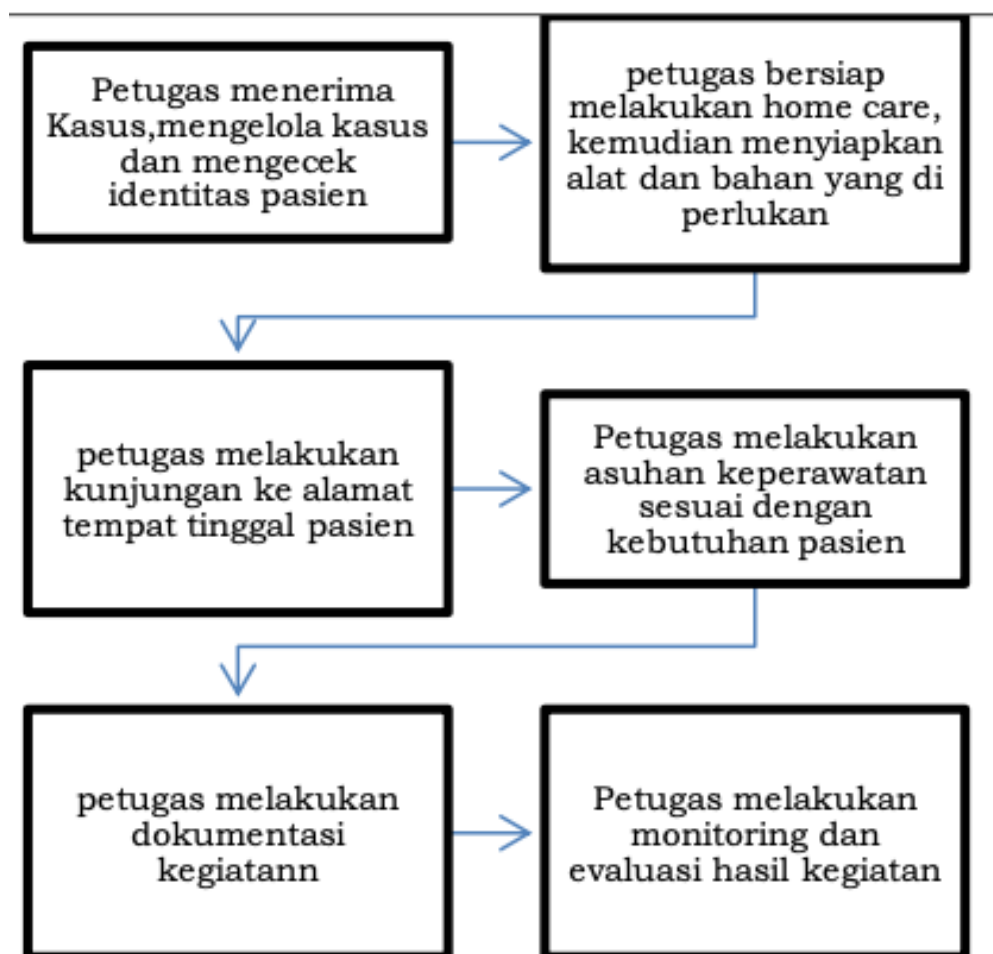 Petugas menerima
Kasus,mengelola kasus
dan mengecek
identitas pasien
petugas bersiap
melakukan home care,
kemudian menyiapkan
alat dan bahan yang di
perlukan
petugas melakukan
kunjungan ke alamat
tempat tinggal pasien
Petugas melakukan
asuhan keperawatan
sesuai dengan
kebutuhan pasien
petugas melakukan
dokumentasi
kegiatann
Petugas melakukan
monitoring dan
evaluasi hasil kegiatan